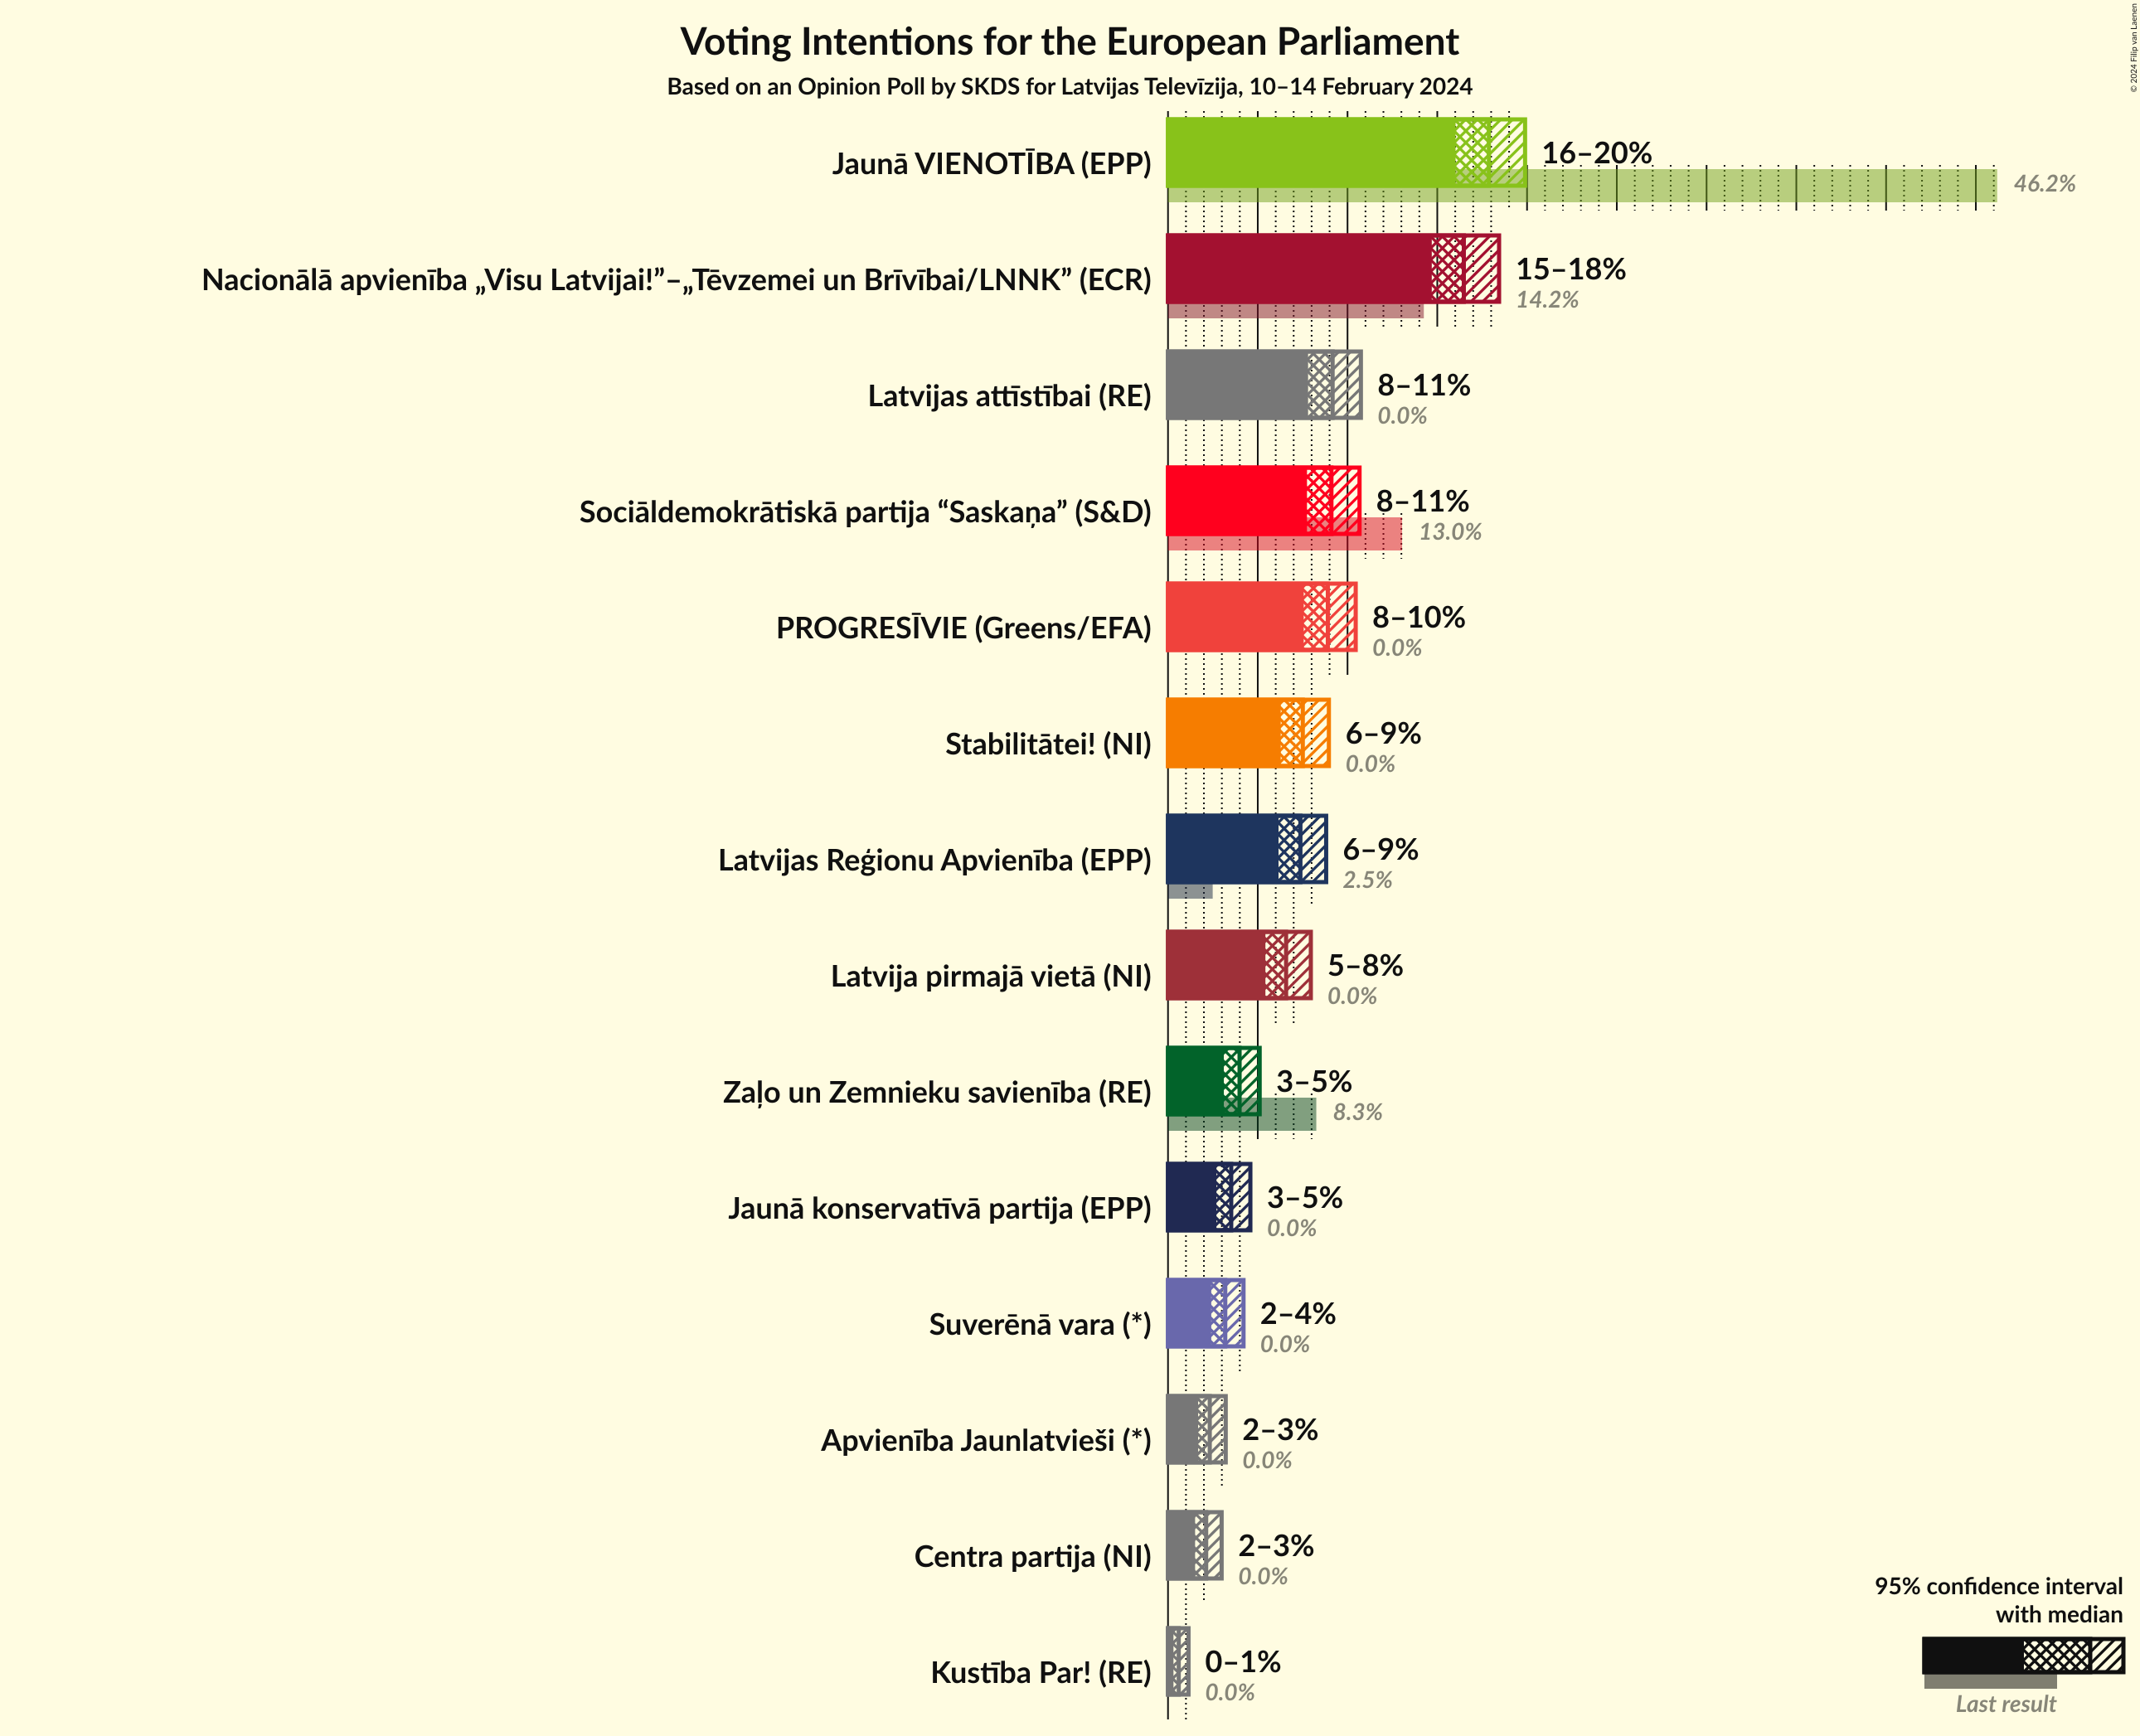 Voting Intentions for the European Parliament
Based on an Opinion Poll by SKDS for Latvijas Televīzija, 10–14 February 2024
© 2024 Filip van Laenen
Jaunā VIENOTĪBA (EPP)
16–20%
46.2%
Nacionālā apvienība „Visu Latvijai!”–„Tēvzemei un Brīvībai/LNNK” (ECR)
15–18%
14.2%
Latvijas attīstībai (RE)
8–11%
0.0%
Sociāldemokrātiskā partija “Saskaņa” (S&D)
8–11%
13.0%
PROGRESĪVIE (Greens/EFA)
8–10%
0.0%
Stabilitātei! (NI)
6–9%
0.0%
Latvijas Reģionu Apvienība (EPP)
6–9%
2.5%
Latvija pirmajā vietā (NI)
5–8%
0.0%
Zaļo un Zemnieku savienība (RE)
3–5%
8.3%
Jaunā konservatīvā partija (EPP)
3–5%
0.0%
Suverēnā vara (*)
2–4%
0.0%
Apvienība Jaunlatvieši (*)
2–3%
0.0%
Centra partija (NI)
2–3%
0.0%
Kustība Par! (RE)
0–1%
0.0%
95% confidence interval
with median
Last result